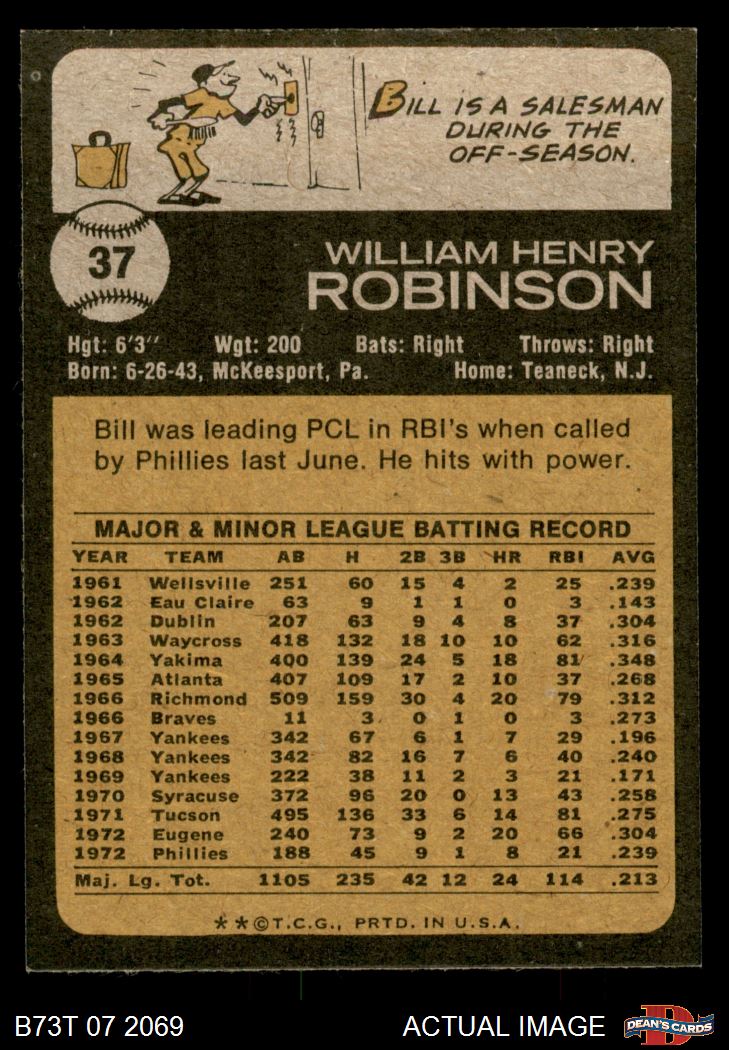 BILL IS A SALESMAN
DURING THE
OFF-SEASON.
37
WILLIAM HENRY
ROBINSON
Hgt: 6'3" Wgt: 200 Bats: Right Throws: Right
Born: 6-26-43, McKeesport, Pa. Home: Teaneck, N.J.
Bill was leading PCL in RBI's when called
by Phillies last June. He hits with power.
MAJOR & MINOR LEAGUE BATTING RECORD
YEAR TEAM AB H 2B 3B HR RBI AVG
1961 Wellsville 251 60 15 4 2 25 .239
1962 Eau Claire 63 9 1 1 0 3 .143
1962 Dublin 207 63 9 4 8 37 .304
1963 Waycross 418 132 18 10 10 62 .316
1964 Yakima 400 139 24 5 18 81 .348
1965 Atlanta 407 109 17 2 10 37 .268
1966 Richmond 509 159 30 4 20 79 .312
1966 Braves 11 3 0 1 0 3 .273
1967 Yankees 342 67 6 1 7 29 .196
1968 Yankees 342 82 16 7 6 40 .240
1969 Yankees 222 38 11 2 3 21 .171
1970 Syracuse 372 96 20 0 13 43 .258
1971 Tucson 495 136 33 6 14 81 .275
1972 Eugene 240 73 9 2 20 66 .304
1972 Phillies 188 45 9 1 8 21 .239
Maj. Lg. Tot. 1105 235 42 12 24 114 .213
**©T.C.G., PRTD. IN U.S.A.
B73T 07 2069 ACTUAL IMAGE
DEAN'S CARDS